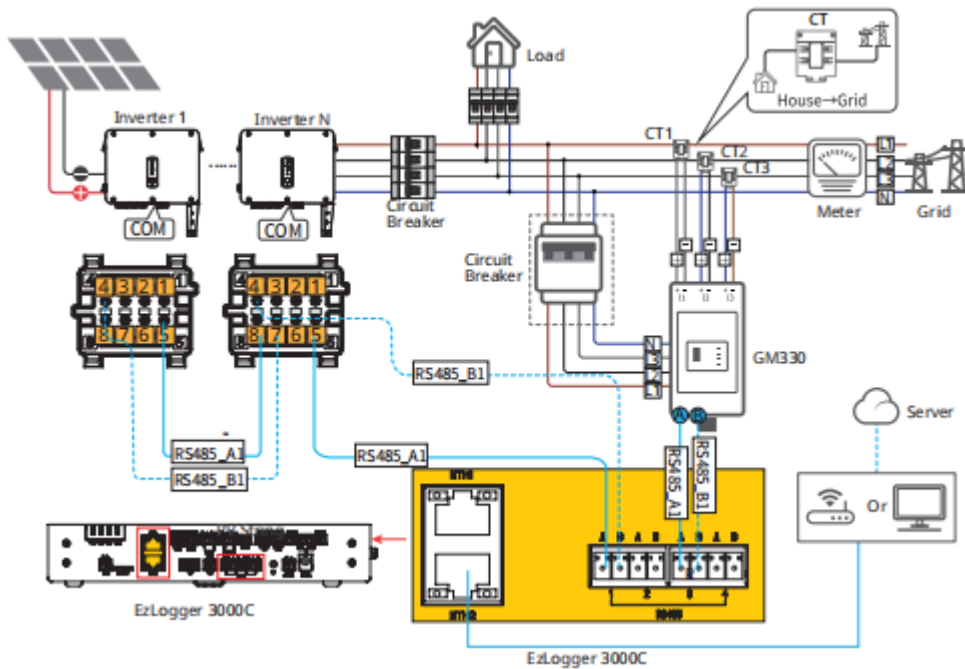 CT
House→Grid
Load
Inverter 1
Inverter N
COM
COM
Circuit
Breaker
CT1
CT2
CT3
L1
L2
L3
N
Meter
Grid
Circuit
Breaker
4 3 2 1
8 7 6 5
4 3 2 1
8 7 6 5
N
L3
L2
L1
GM330
A B
RS485_B1
RS485_A1
RS485_B1
RS485_A1
RS485_A1
RS485_B1
Server
Or
A B A B A B A B
1 2 3 4
RS485
ETH2
EzLogger 3000C
EzLogger 3000C